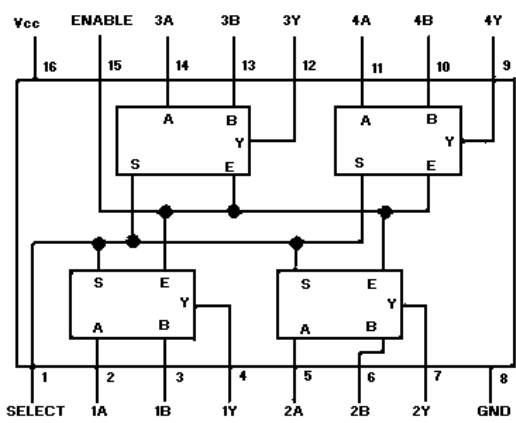 Vcc ENABLE 3A 3B 3Y 4A 4B 4Y
16 15 14 13 12 11 10 9
A B A B
Y Y
S E S E
S E S E
Y Y
A B A B
1 2 3 4 5 6 7 8
SELECT 1A 1B 1Y 2A 2B 2Y GND